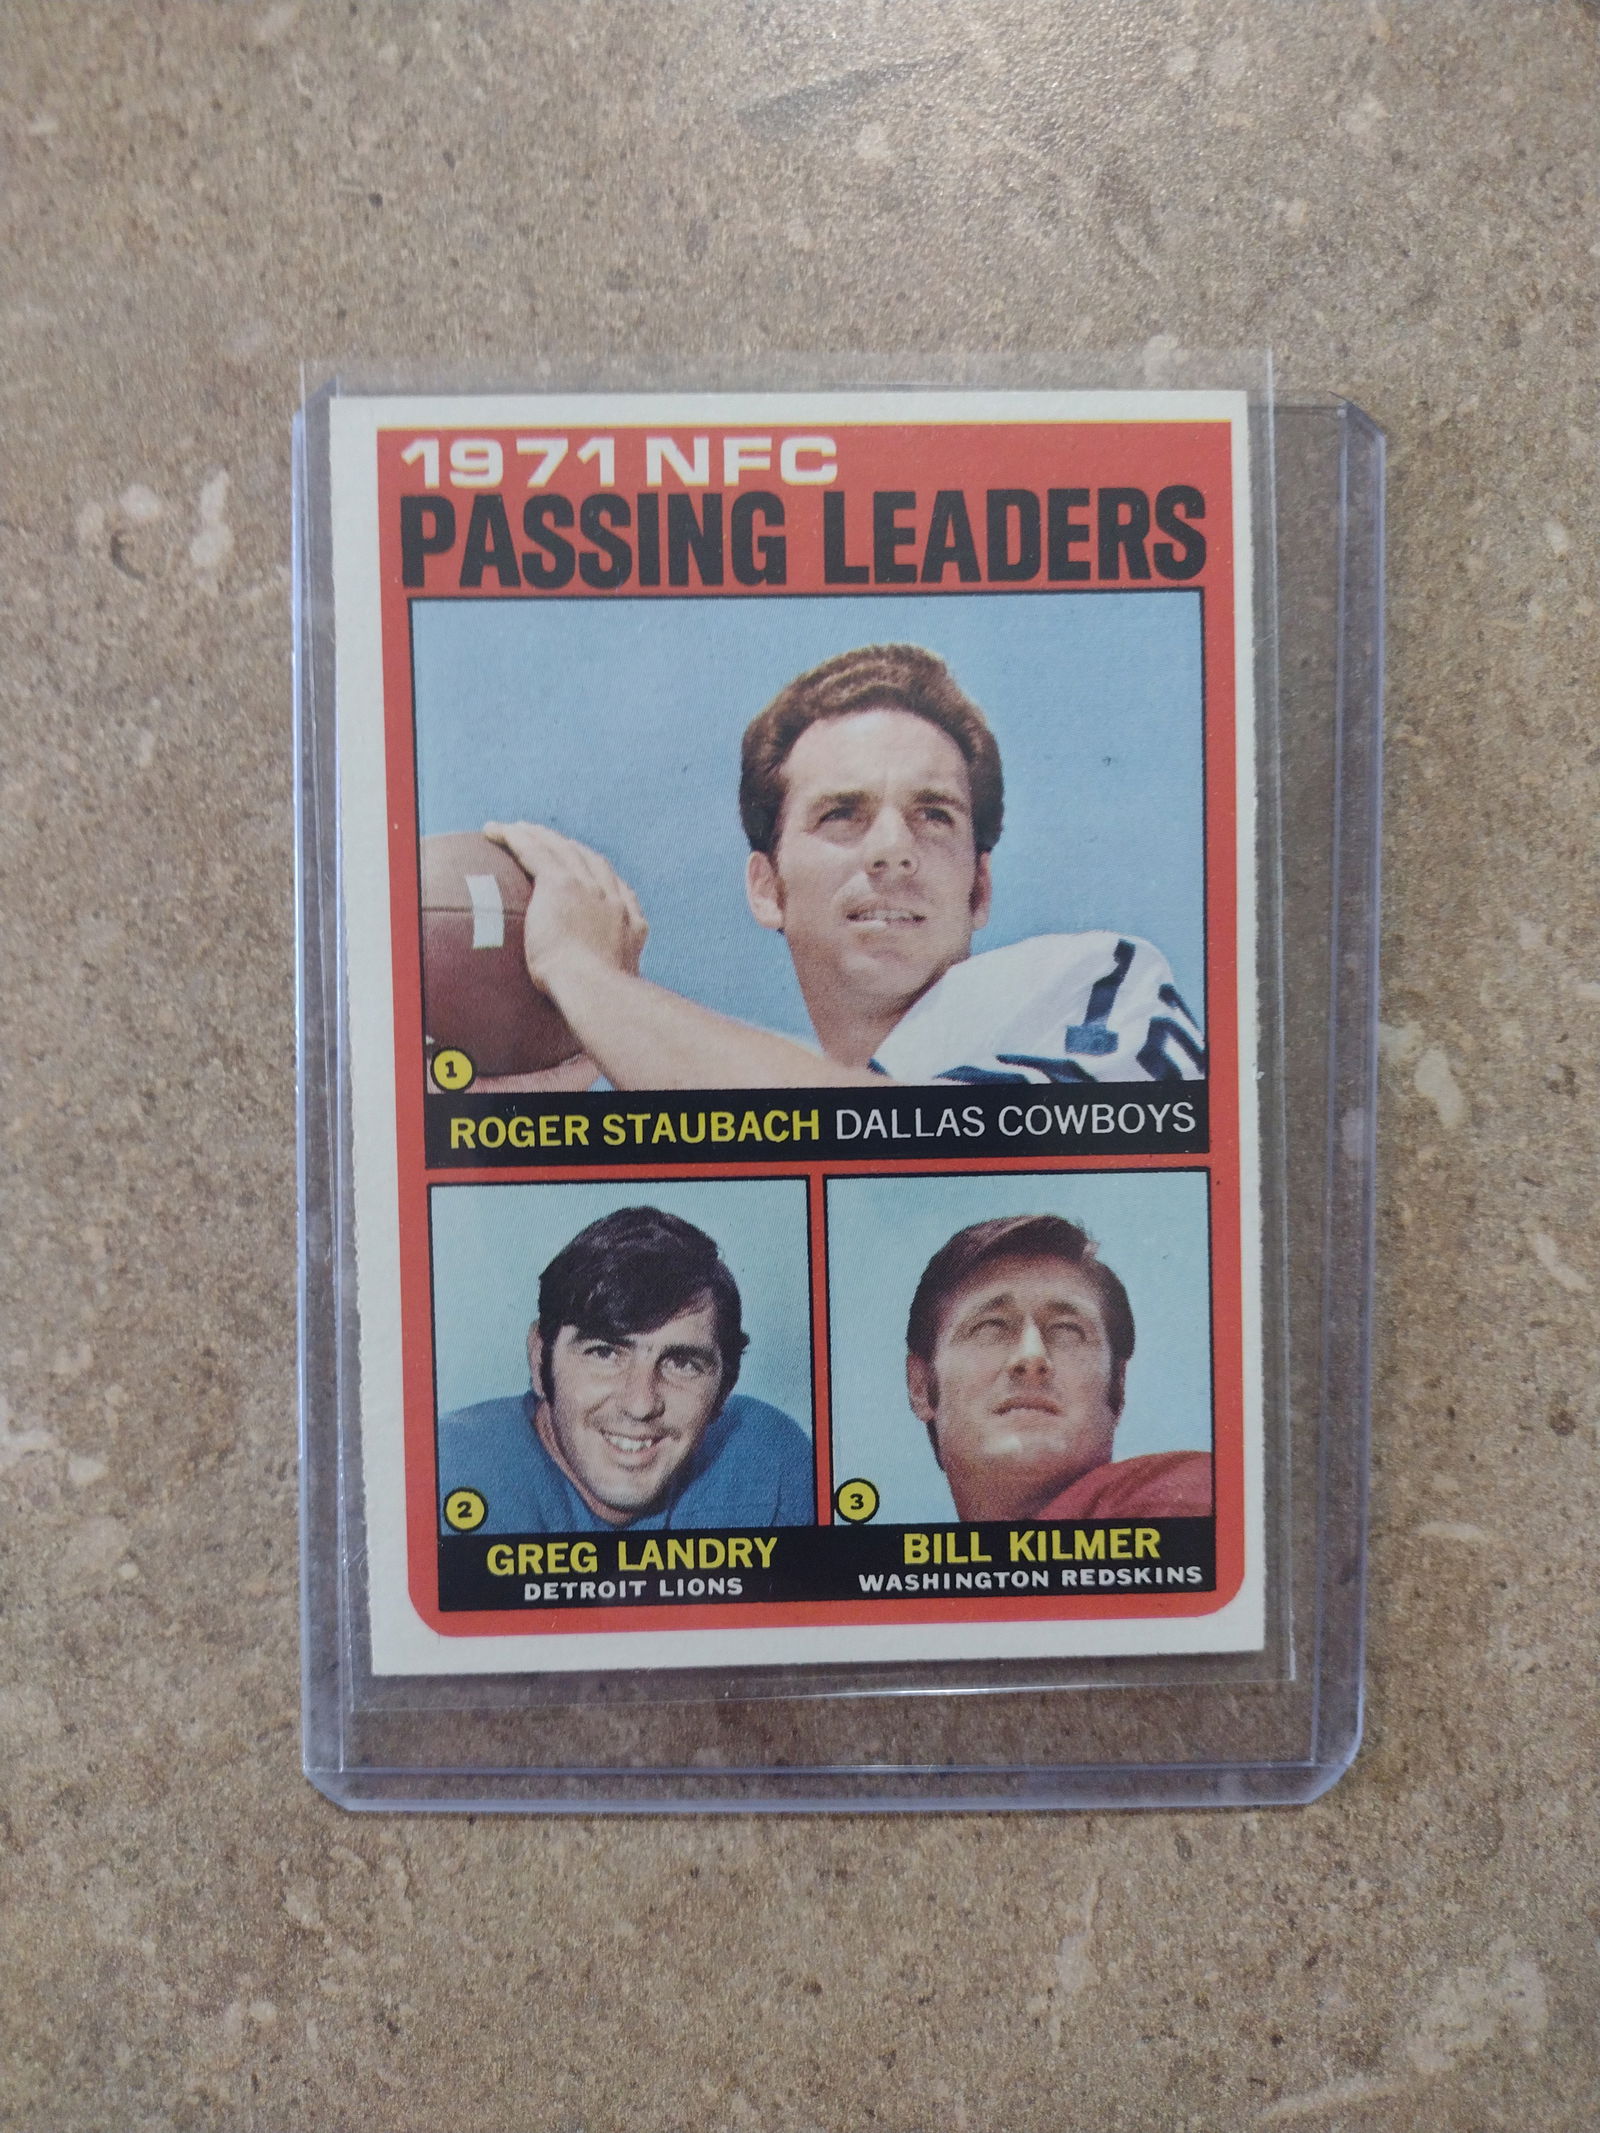 1971 NFC
PASSING LEADERS
1
1
ROGER STAUBACH DALLAS COWBOYS
2
GREG LANDRY
DETROIT LIONS
3
BILL KILMER
WASHINGTON REDSKINS